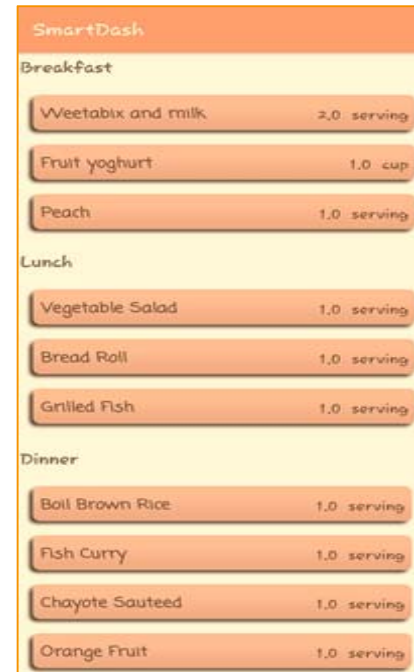 SmartDash
Breakfast
Weetabix and milk 2.0 serving
Fruit yoghurt 1.0 cup
Peach 1.0 serving
Lunch
Vegetable Salad 1.0 serving
Bread Roll 1.0 serving
Grilled Fish 1.0 serving
Dinner
Boil Brown Rice 1.0 serving
Fish Curry 1.0 serving
Chayote Sauteed 1.0 serving
Orange Fruit 1.0 serving